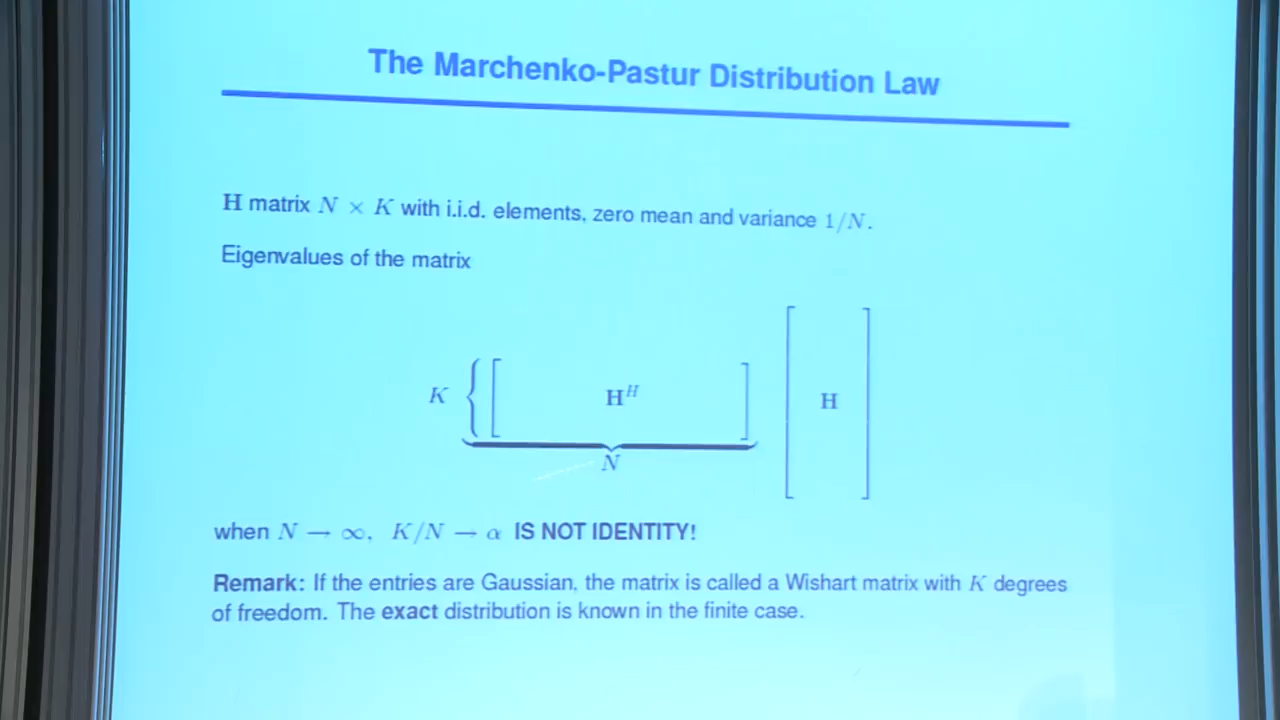 The Marchenko-Pastur Distribution Law
H matrix N × K with i.i.d. elements, zero mean and variance 1/N.
Eigenvalues of the matrix
K { [ H^H ] [ H ]
N
when N → ∞, K/N → α IS NOT IDENTITY!
Remark: If the entries are Gaussian, the matrix is called a Wishart matrix with K degrees
of freedom. The exact distribution is known in the finite case.